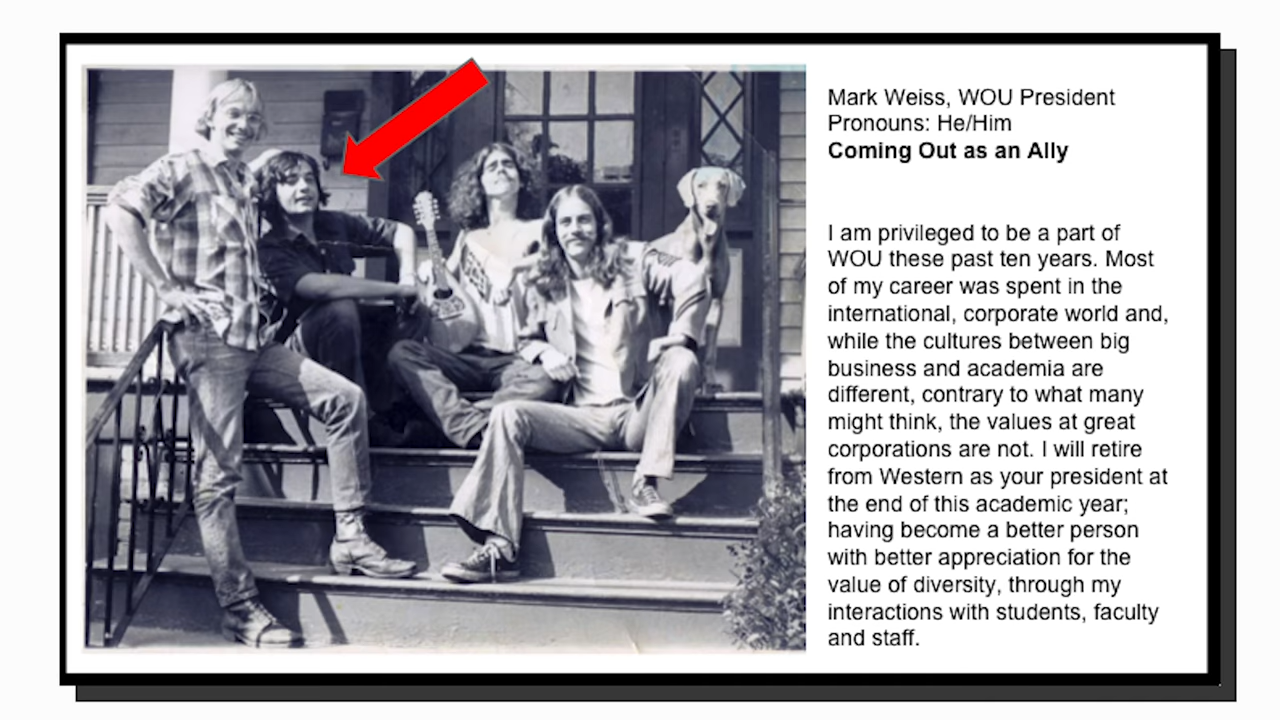 Mark Weiss, WOU President
Pronouns: He/Him
Coming Out as an Ally
I am privileged to be a part of
WOU these past ten years. Most
of my career was spent in the
international, corporate world and,
while the cultures between big
business and academia are
different, contrary to what many
might think, the values at great
corporations are not. I will retire
from Western as your president at
the end of this academic year;
having become a better person
with better appreciation for the
value of diversity, through my
interactions with students, faculty
and staff.